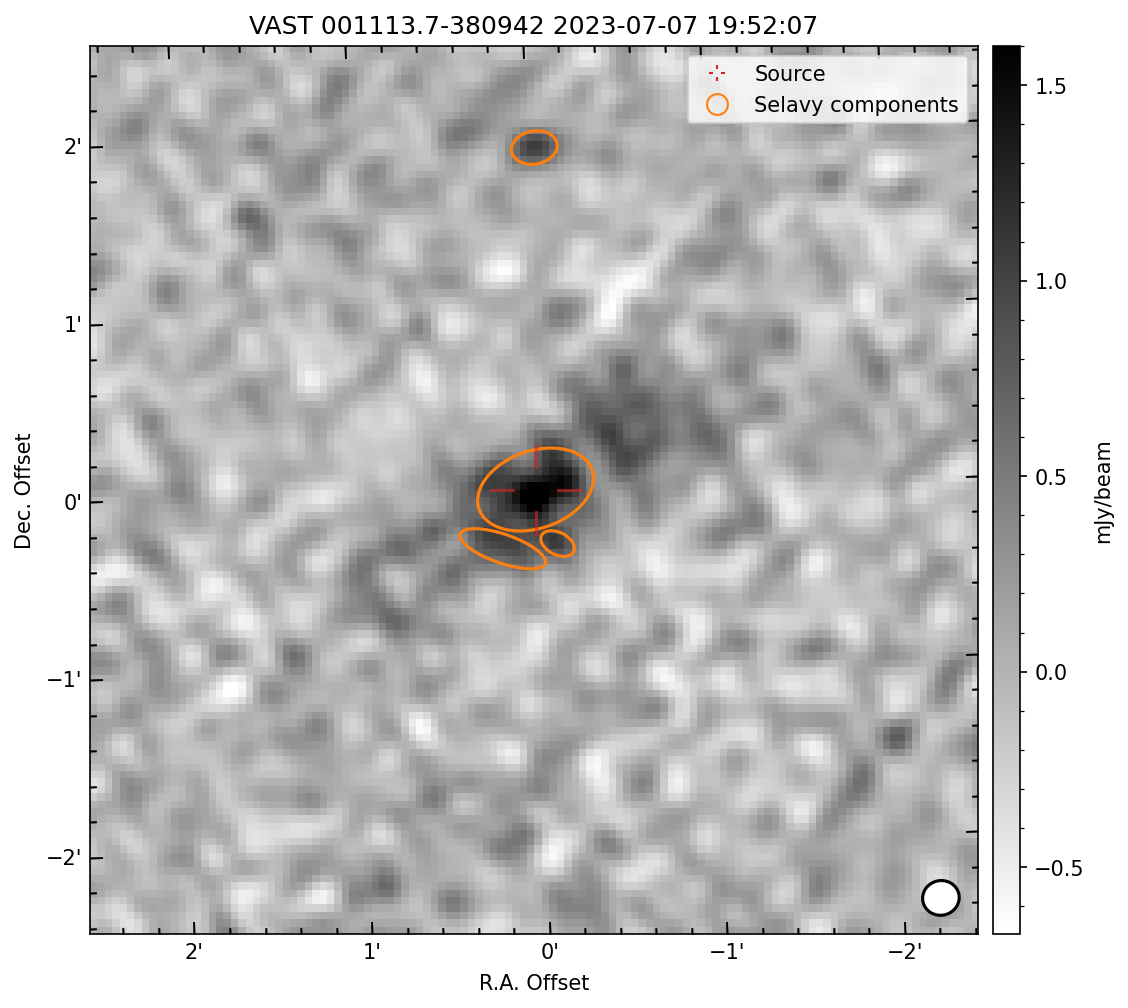 VAST 001113.7-380942 2023-07-07 19:52:07
Source
Selavy components
2'
1'
0'
−1'
−2'
Dec. Offset
2'
1'
0'
−1'
−2'
R.A. Offset
1.5
1.0
0.5
0.0
−0.5
mJy/beam